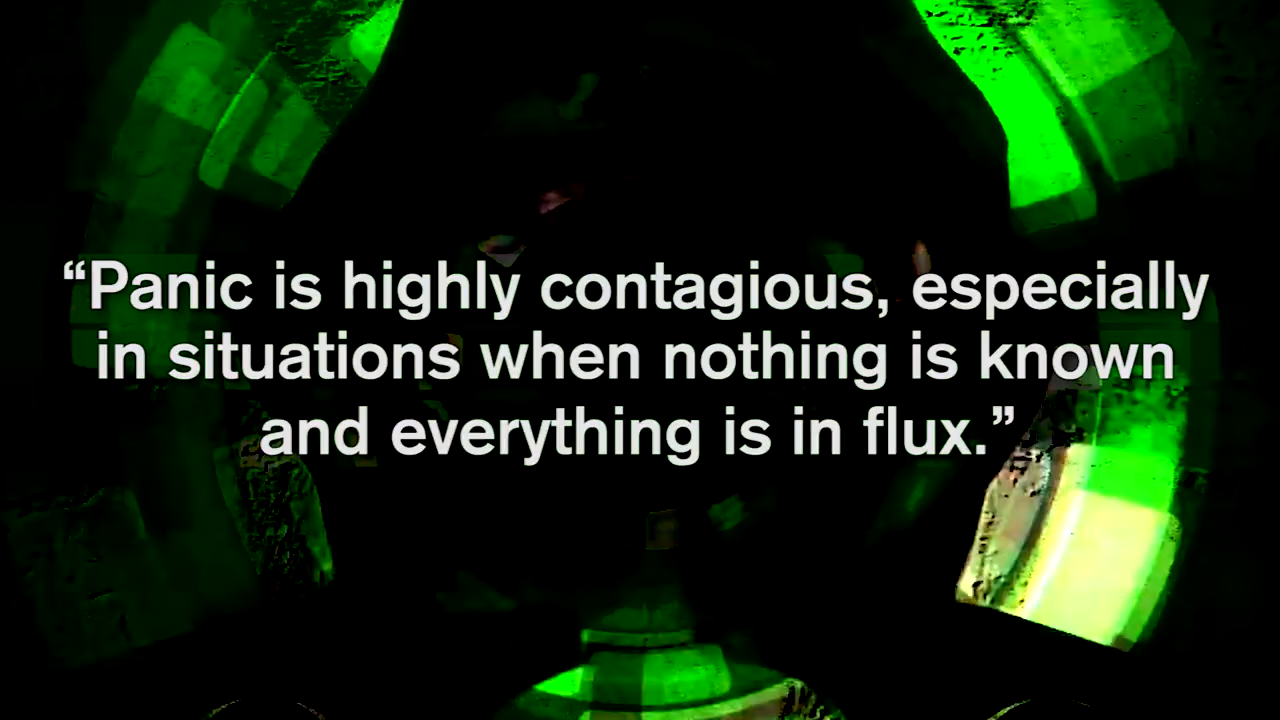 “Panic is highly contagious, especially
in situations when nothing is known
and everything is in flux.”